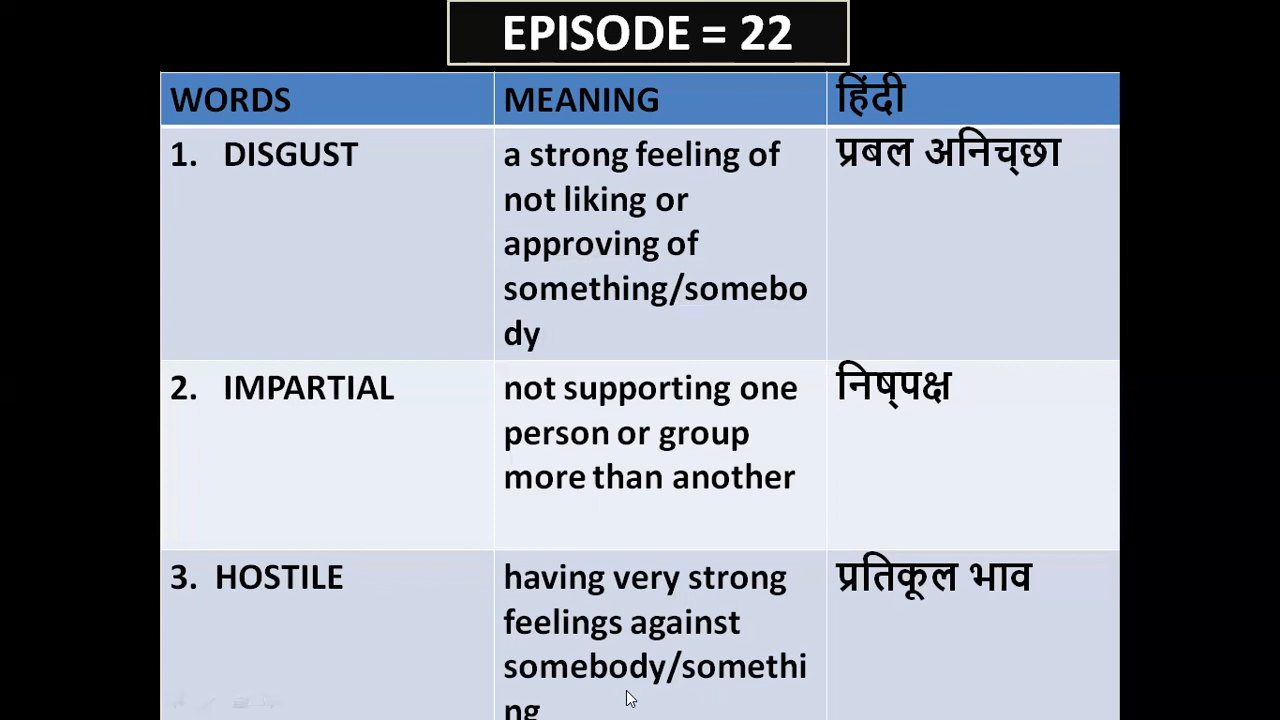 EPISODE = 22
WORDS MEANING हिंदी
1. DISGUST a strong feeling of प्रबल अनिच्छा
not liking or
approving of
something/somebo
dy
2. IMPARTIAL not supporting one निष्पक्ष
person or group
more than another
3. HOSTILE having very strong प्रतिकूल भाव
feelings against
somebody/somethi
ng